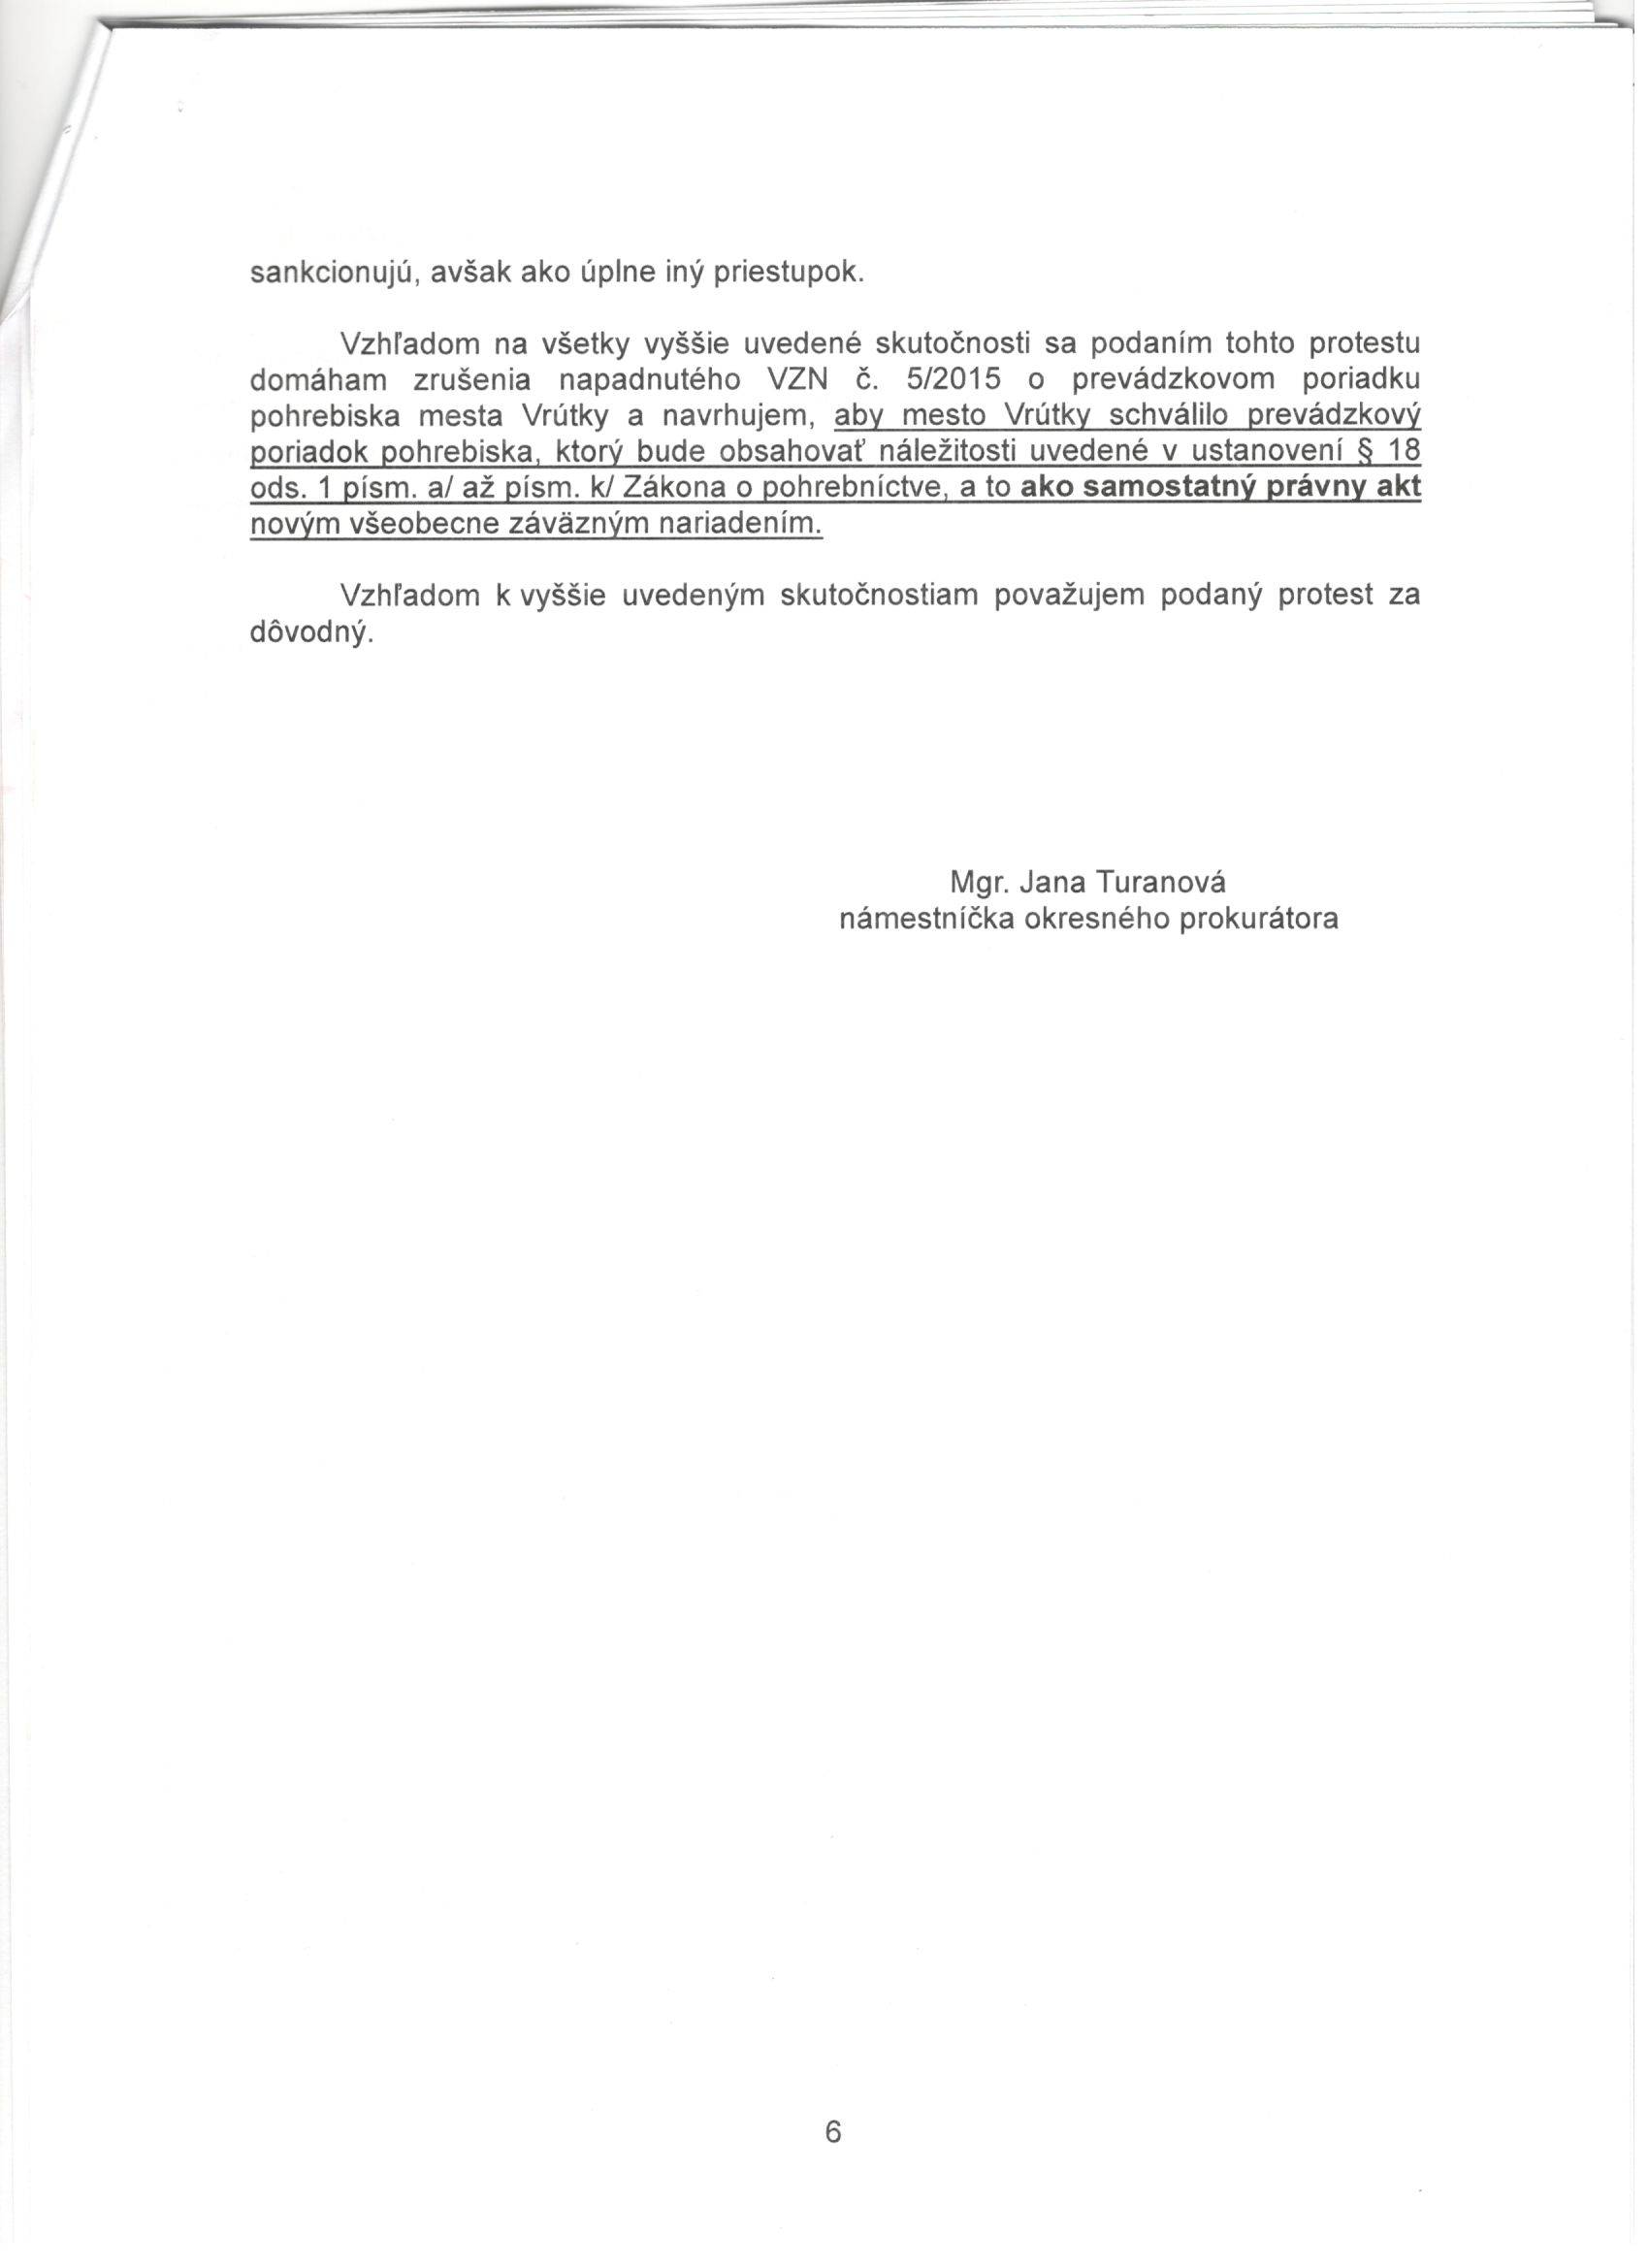 sankcionujú, avšak ako úplne iný priestupok.
Vzhľadom na všetky vyššie uvedené skutočnosti sa podaním tohto protestu
domáham zrušenia napadnutého VZN č. 5/2015 o prevádzkovom poriadku
pohrebiska mesta Vrútky a navrhujem, aby mesto Vrútky schválilo prevádzkový
poriadok pohrebiska, ktorý bude obsahovať náležitosti uvedené v ustanovení § 18
ods. 1 písm. a/ až písm. k/ Zákona o pohrebníctve, a to ako samostatný právny akt
novým všeobecne záväzným nariadením.
Vzhľadom k vyššie uvedeným skutočnostiam považujem podaný protest za
dôvodný.
Mgr. Jana Turanová
námestníčka okresného prokurátora
6